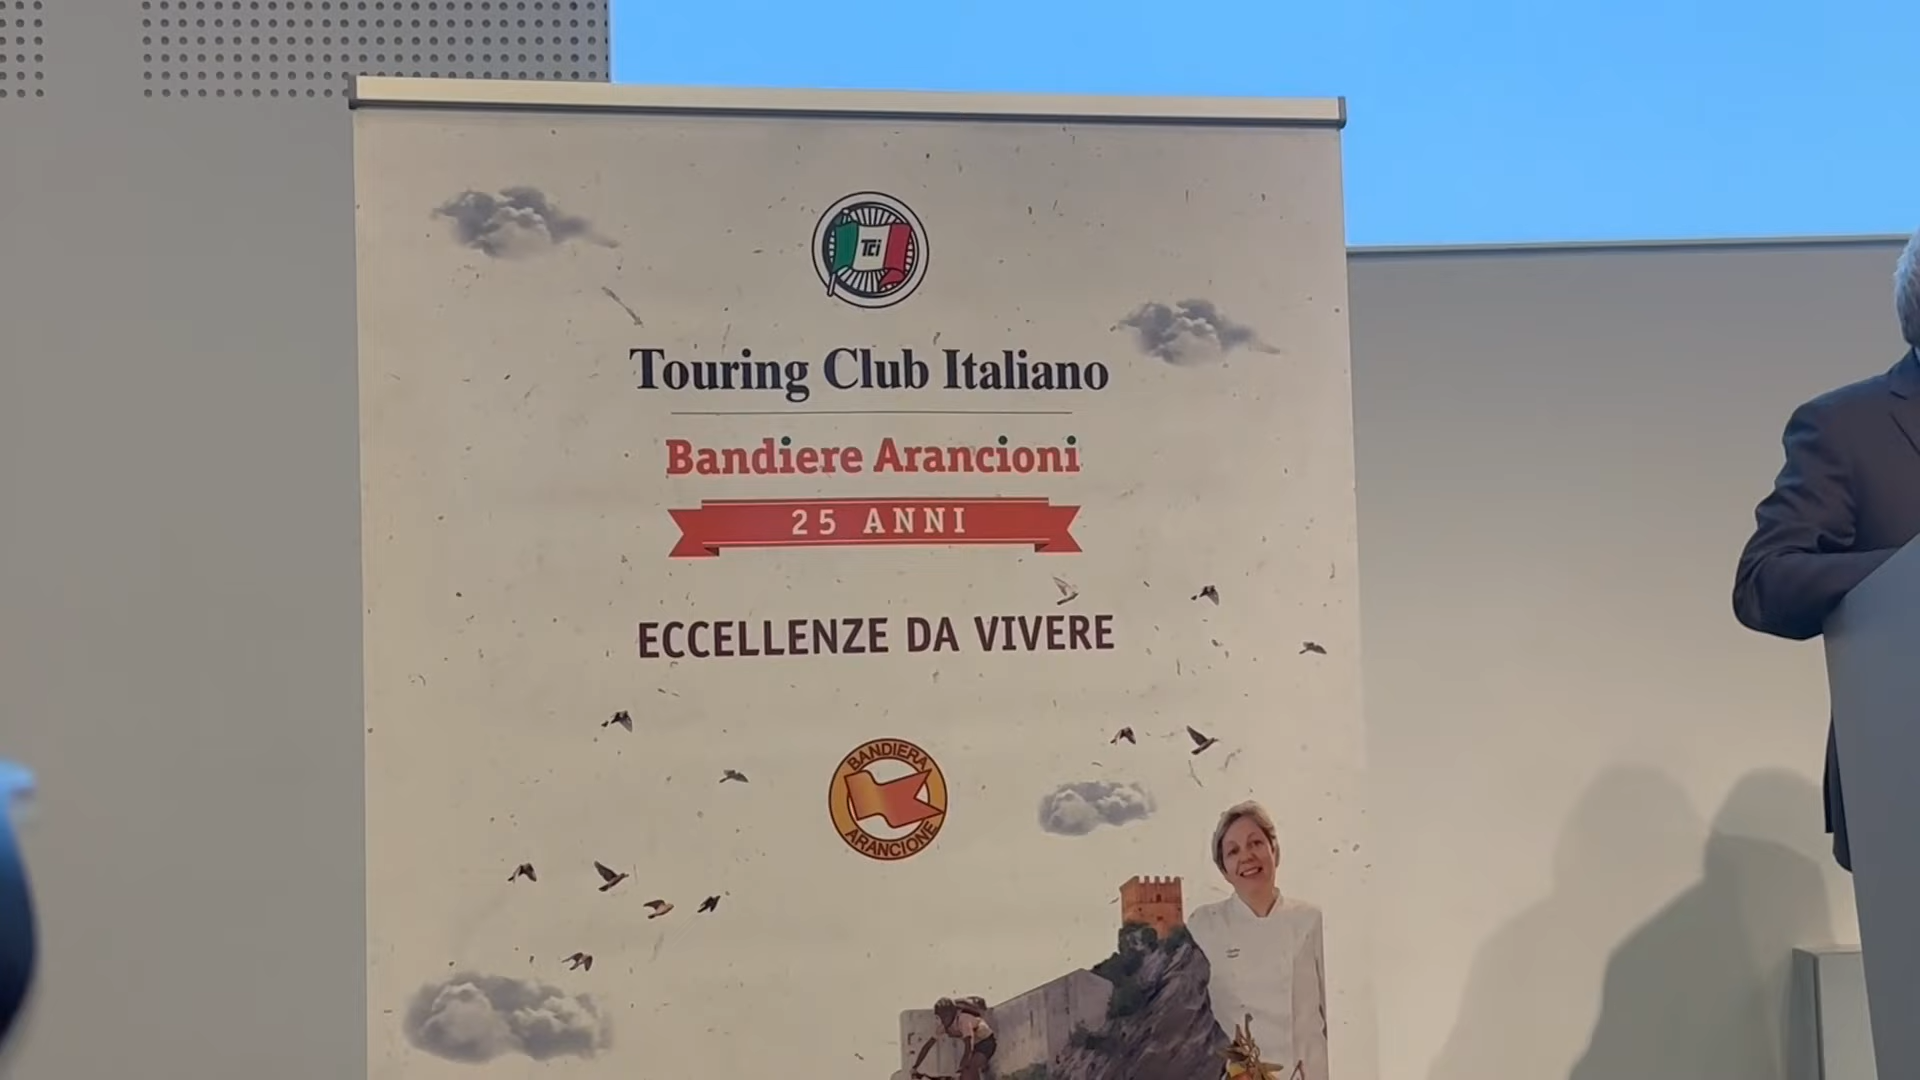 Tci
Touring Club Italiano
Bandiere Arancioni
25 ANNI
ECCELLENZE DA VIVERE
BANDIERA
ARANCIONE